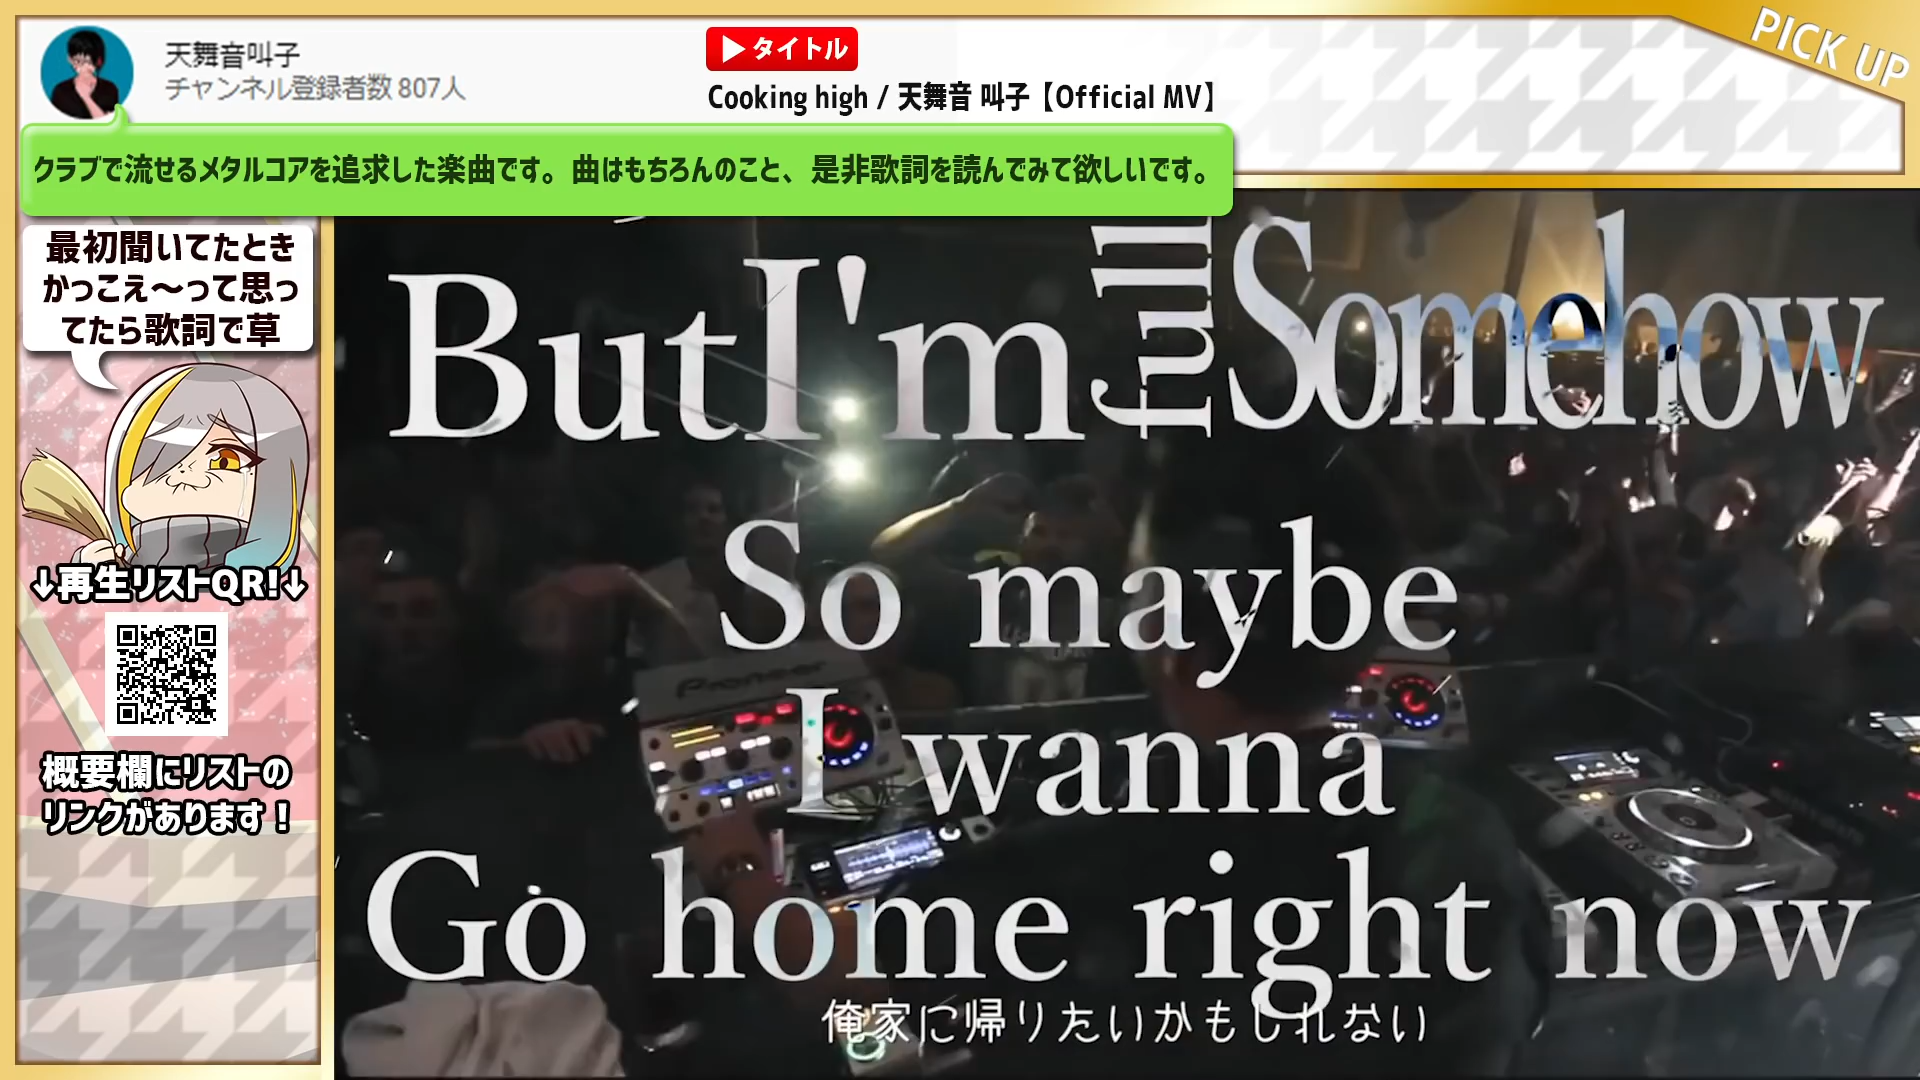 天舞音叫子
チャンネル登録者数 807人
タイトル
Cooking high / 天舞音 叫子【Official MV】
PICK UP
クラブで流せるメタルコアを追求した楽曲です。曲はもちろんのこと、是非歌詞を読んでみて欲しいです。
最初聞いてたとき
かっこえ～って思っ
てたら歌詞で草
↓再生リストQR!↓
概要欄にリストの
リンクがあります！
But I'm full Somehow
So maybe
I wanna
Go home right now
俺家に帰りたいかもしれない
Pioneer